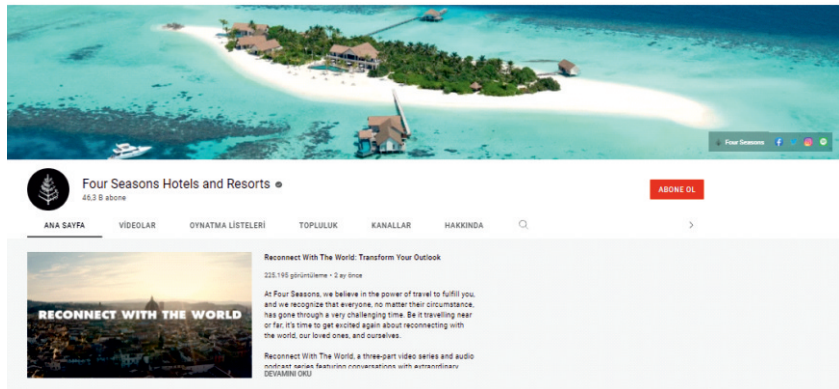 Four Seasons
Four Seasons Hotels and Resorts
46,3 B abone
ABONE OL
ANA SAYFA VİDEOLAR OYNATMA LİSTELERİ TOPLULUK KANALLAR HAKKINDA
RECONNECT WITH THE WORLD
Reconnect With The World: Transform Your Outlook
225.195 görüntüleme • 2 ay önce
At Four Seasons, we believe in the power of travel to fulfill you,
and we recognize that everyone, no matter their circumstance,
has gone through a very challenging time. Be it travelling near
or far, it's time to get excited again about reconnecting with
the world, our loved ones, and ourselves.
Reconnect With The World, a three-part video series and audio
podcast series featuring conversations with extraordinary
DEVAMINI OKU